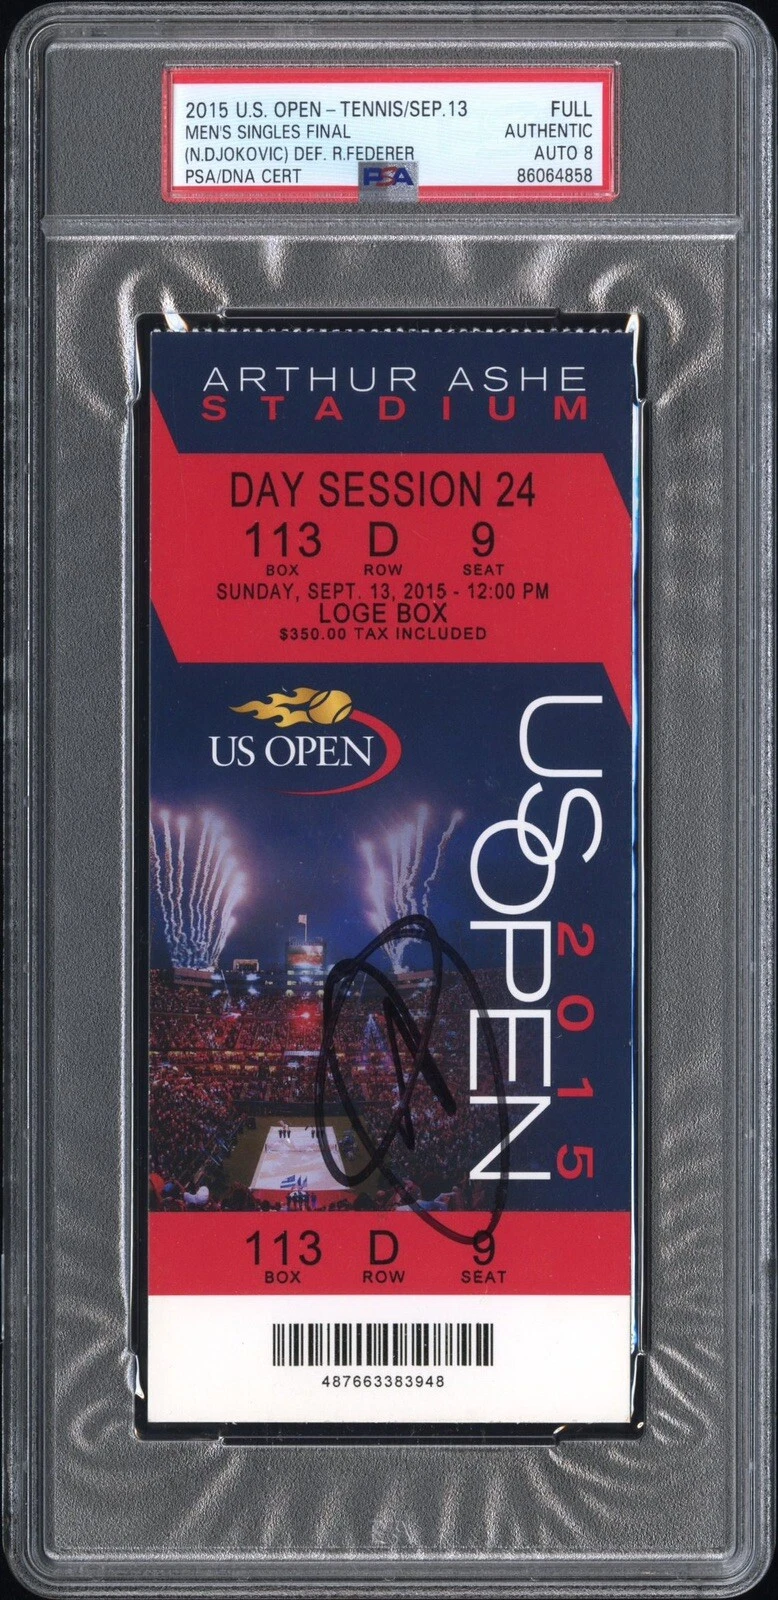 2015 U.S. OPEN – TENNIS/SEP.13 FULL
MEN'S SINGLES FINAL AUTHENTIC
(N.DJOKOVIC) DEF. R.FEDERER AUTO 8
PSA/DNA CERT PSA 86064858
ARTHUR ASHE
STADIUM
DAY SESSION 24
113 D 9
BOX ROW SEAT
SUNDAY, SEPT. 13, 2015 - 12:00 PM
LOGE BOX
$350.00 TAX INCLUDED
US OPEN
US OPEN
2015
113 D 9
BOX ROW SEAT
487663383948